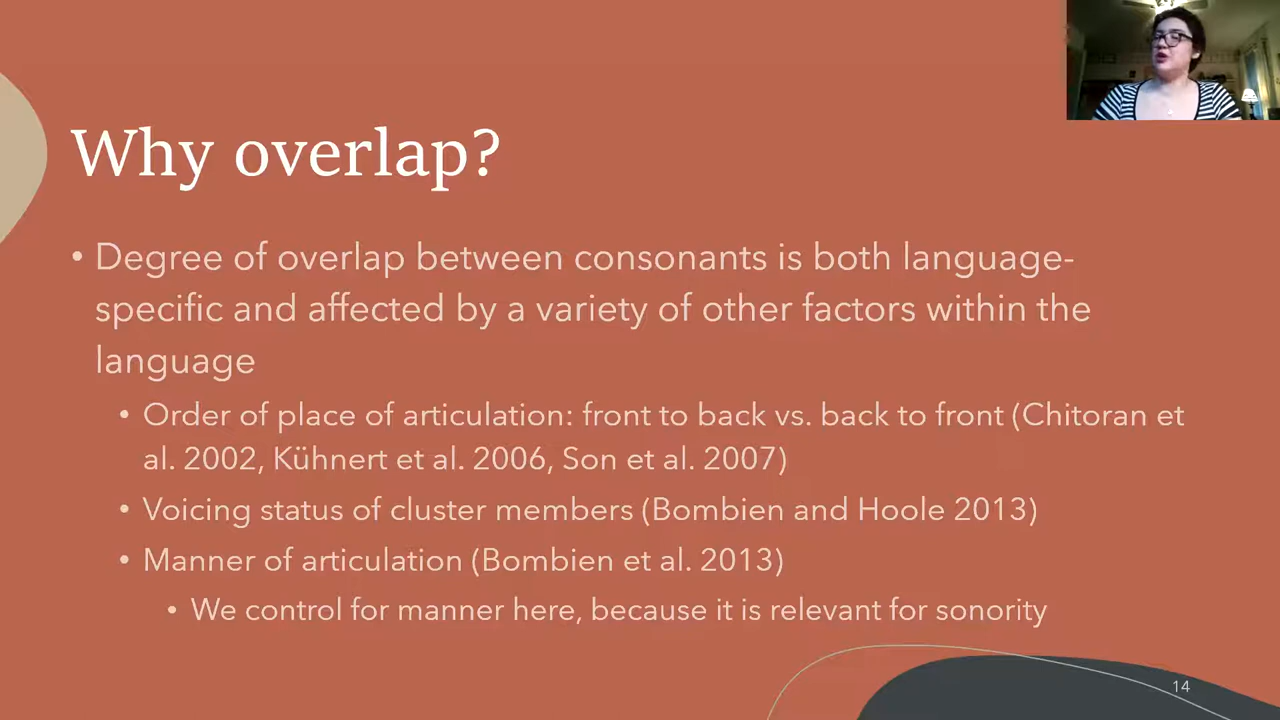 Why overlap?
• Degree of overlap between consonants is both language-
specific and affected by a variety of other factors within the
language
• Order of place of articulation: front to back vs. back to front (Chitoran et
al. 2002, Kühnert et al. 2006, Son et al. 2007)
• Voicing status of cluster members (Bombien and Hoole 2013)
• Manner of articulation (Bombien et al. 2013)
• We control for manner here, because it is relevant for sonority
14